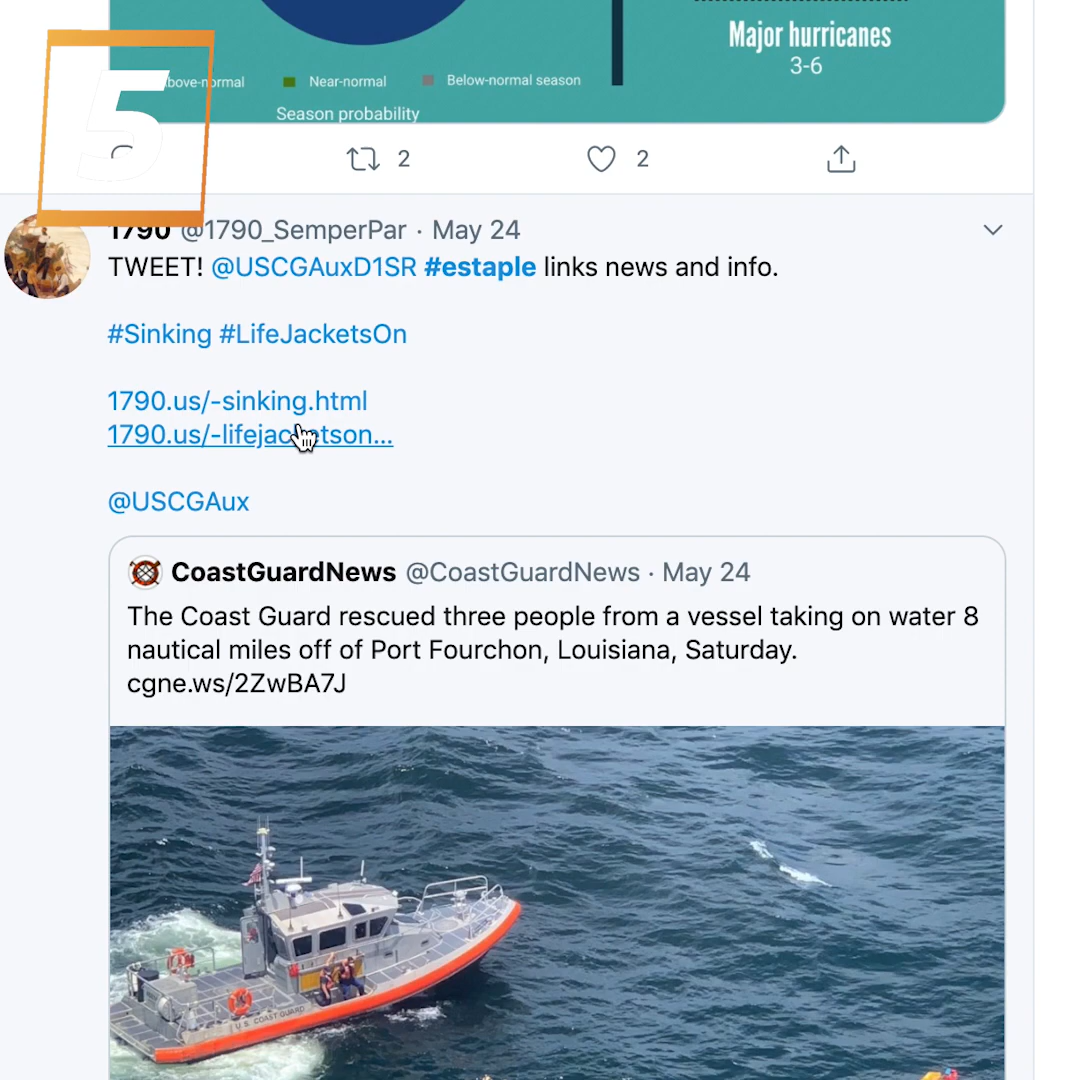 Major hurricanes
3-6
bove-normal Near-normal Below-normal season
Season probability
5
2 2
1790 @1790_SemperPar · May 24
TWEET! @USCGAuxD1SR #estaple links news and info.
#Sinking #LifeJacketsOn
1790.us/-sinking.html
1790.us/-lifejacketson...
@USCGAux
CoastGuardNews @CoastGuardNews · May 24
The Coast Guard rescued three people from a vessel taking on water 8
nautical miles off of Port Fourchon, Louisiana, Saturday.
cgne.ws/2ZwBA7J
U.S. COAST GUARD